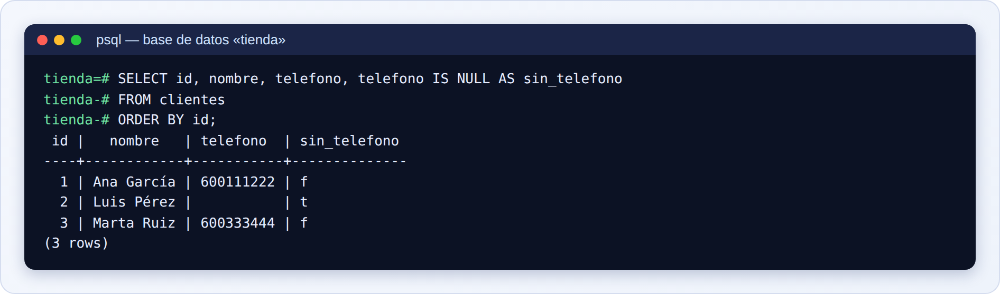 psql — base de datos «tienda»
tienda=# SELECT id, nombre, telefono, telefono IS NULL AS sin_telefono
tienda-# FROM clientes
tienda-# ORDER BY id;
 id |   nombre   | telefono  | sin_telefono
----+------------+-----------+--------------
  1 | Ana García | 600111222 | f
  2 | Luis Pérez |           | t
  3 | Marta Ruiz | 600333444 | f
(3 rows)